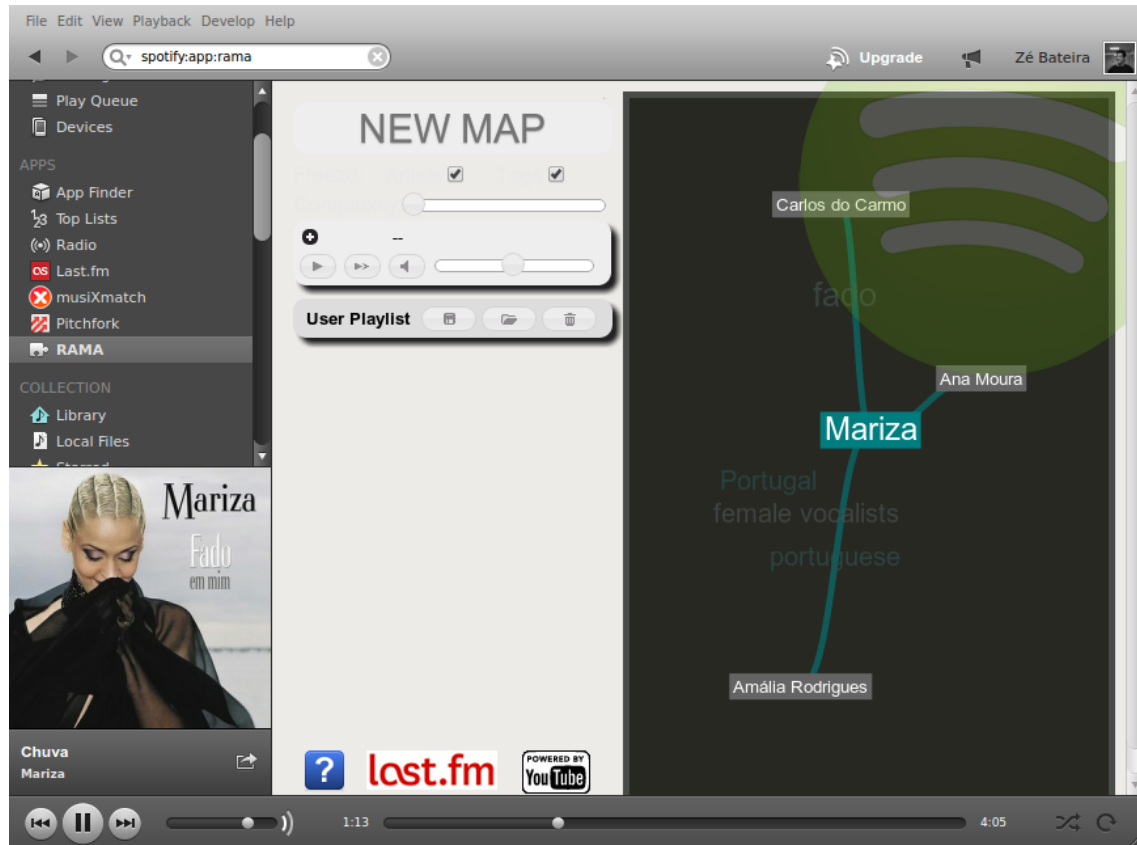 File Edit View Playback Develop Help
spotify:app:rama
Upgrade
Zé Bateira
Play Queue
Devices
APPS
App Finder
Top Lists
Radio
Last.fm
musiXmatch
Pitchfork
RAMA
COLLECTION
Library
Local Files
Starred
Mariza
Fado
em mim
Chuva
Mariza
NEW MAP
--
User Playlist
? last.fm POWERED BY
YouTube
Carlos do Carmo
fado
Ana Moura
Mariza
Portugal
female vocalists
portuguese
Amália Rodrigues
1:13
4:05